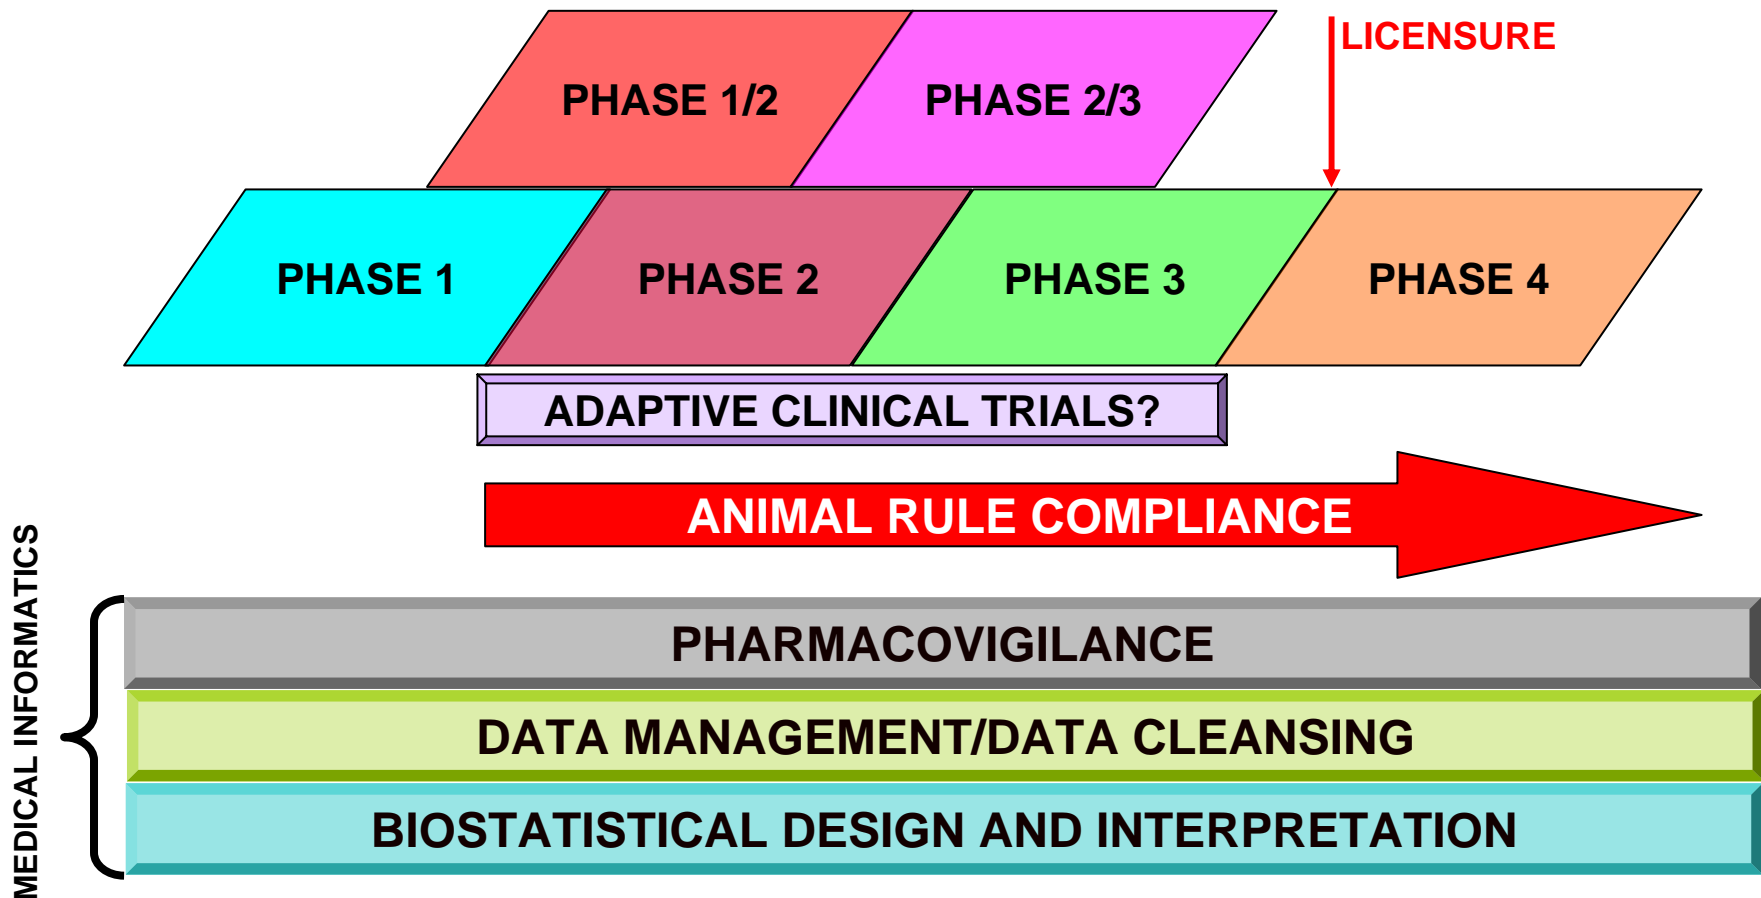 LICENSURE
PHASE 1/2
PHASE 2/3
PHASE 1
PHASE 2
PHASE 3
PHASE 4
ADAPTIVE CLINICAL TRIALS?
ANIMAL RULE COMPLIANCE
MEDICAL INFORMATICS
PHARMACOVIGILANCE
DATA MANAGEMENT/DATA CLEANSING
BIOSTATISTICAL DESIGN AND INTERPRETATION